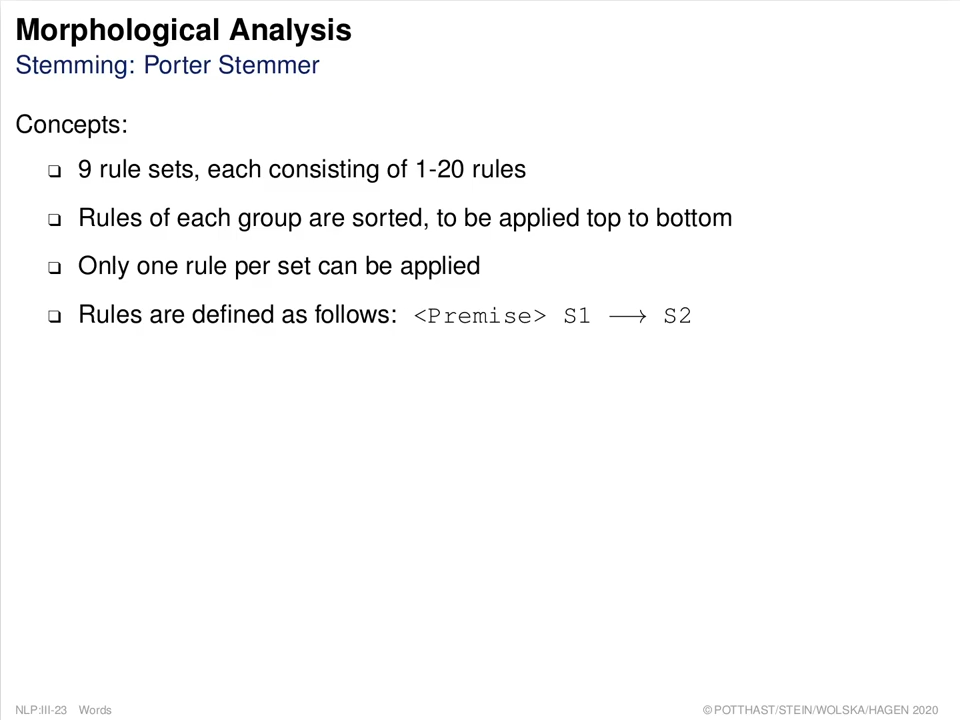 Morphological Analysis
Stemming: Porter Stemmer
Concepts:
❑ 9 rule sets, each consisting of 1-20 rules
❑ Rules of each group are sorted, to be applied top to bottom
❑ Only one rule per set can be applied
❑ Rules are defined as follows: <Premise> S1 ⟶ S2
NLP:III-23 Words
© POTTHAST/STEIN/WOLSKA/HAGEN 2020